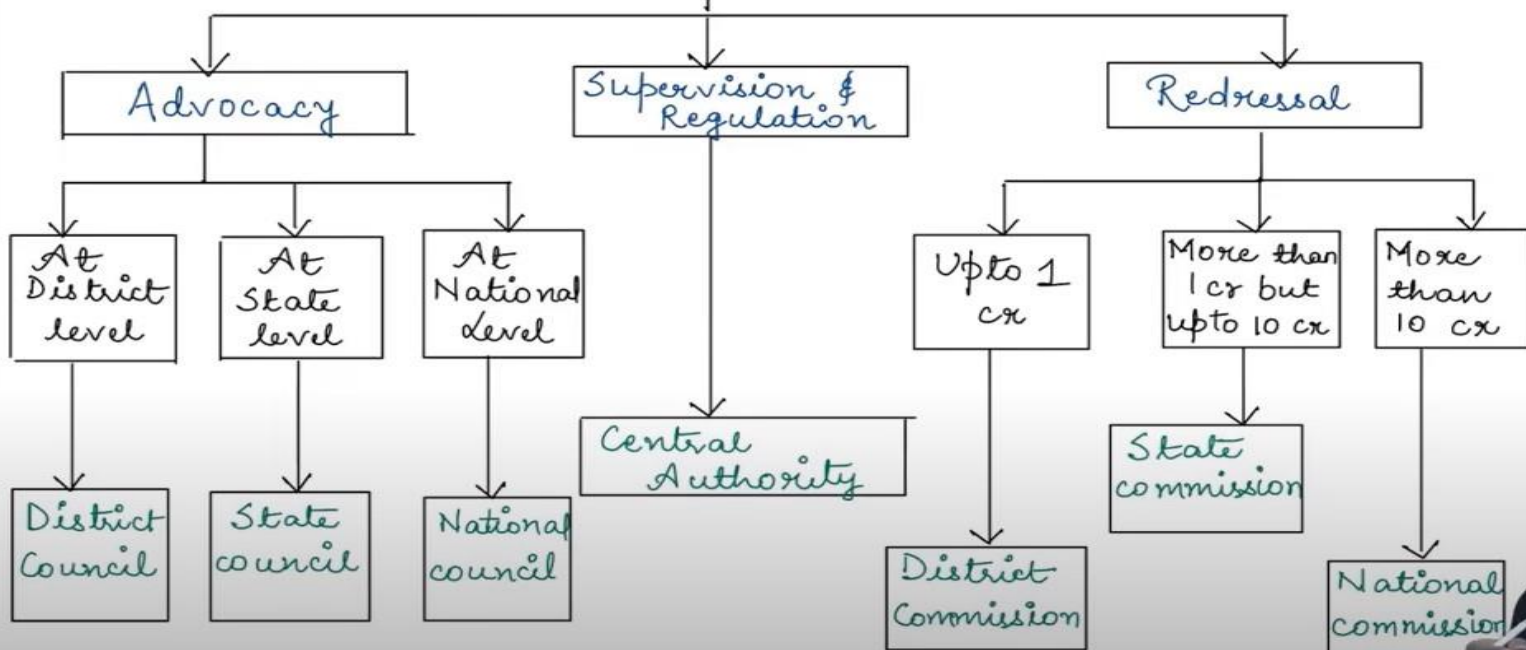 Advocacy
Supervision &
Regulation
Redressal
At
District
level
At
State
level
At
National
Level
Upto 1
cr
More than
1 cr but
upto 10 cr
More
than
10 cr
Central
Authority
State
commission
District
Council
State
council
National
council
District
Commission
National
commission